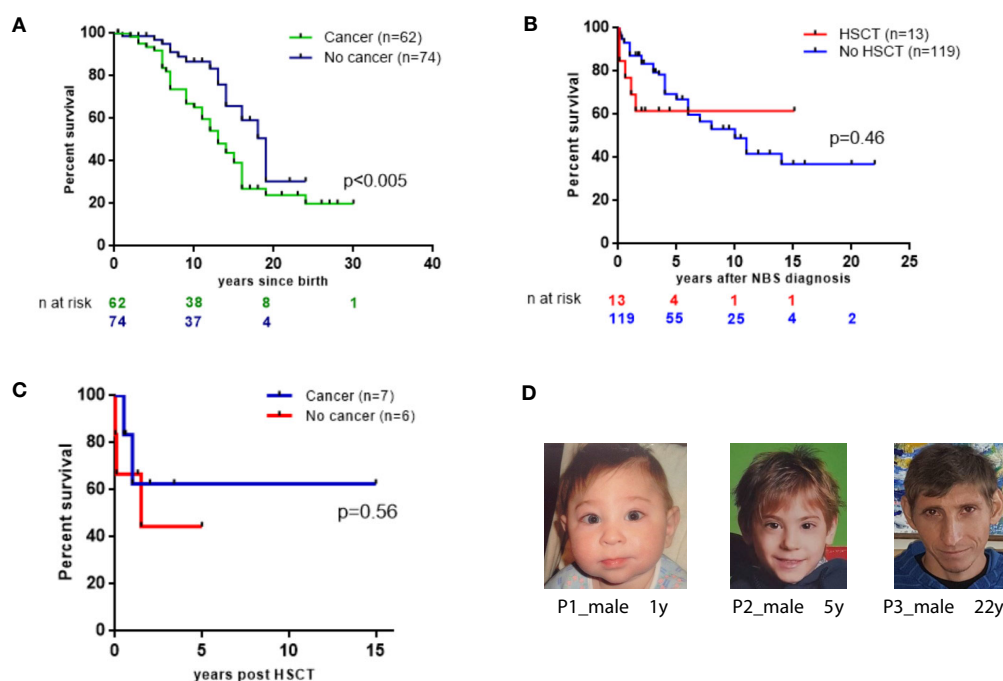 A
Cancer (n=62)
No cancer (n=74)
Percent survival
100
80
60
40
20
0
p<0.005
0 10 20 30 40
years since birth
n at risk 62 38 8 1
74 37 4
B
HSCT (n=13)
No HSCT (n=119)
Percent survival
100
80
60
40
20
0
p=0.46
0 5 10 15 20 25
years after NBS diagnosis
n at risk 13 4 1 1
119 55 25 4 2
C
Cancer (n=7)
No cancer (n=6)
Percent survival
100
80
60
40
60
80
0
p=0.56
0 5 10 15
years post HSCT
D
P1_male 1y
P2_male 5y
P3_male 22y